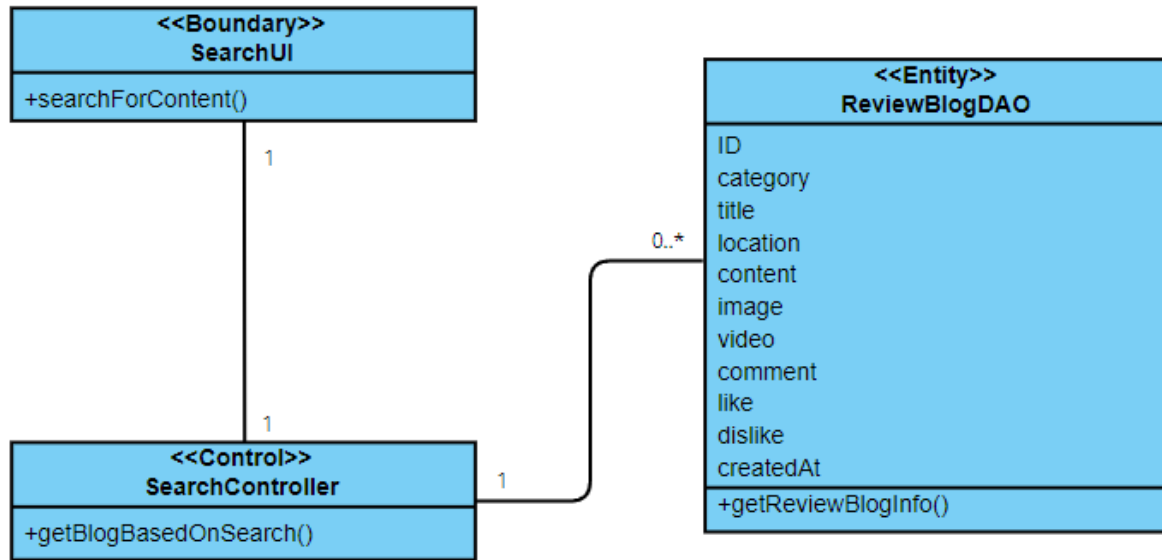 <<Boundary>>
SearchUI
+searchForContent()
1
1
<<Control>>
SearchController
+getBlogBasedOnSearch()
1
0..*
<<Entity>>
ReviewBlogDAO
ID
category
title
location
content
image
video
comment
like
dislike
createdAt
+getReviewBlogInfo()